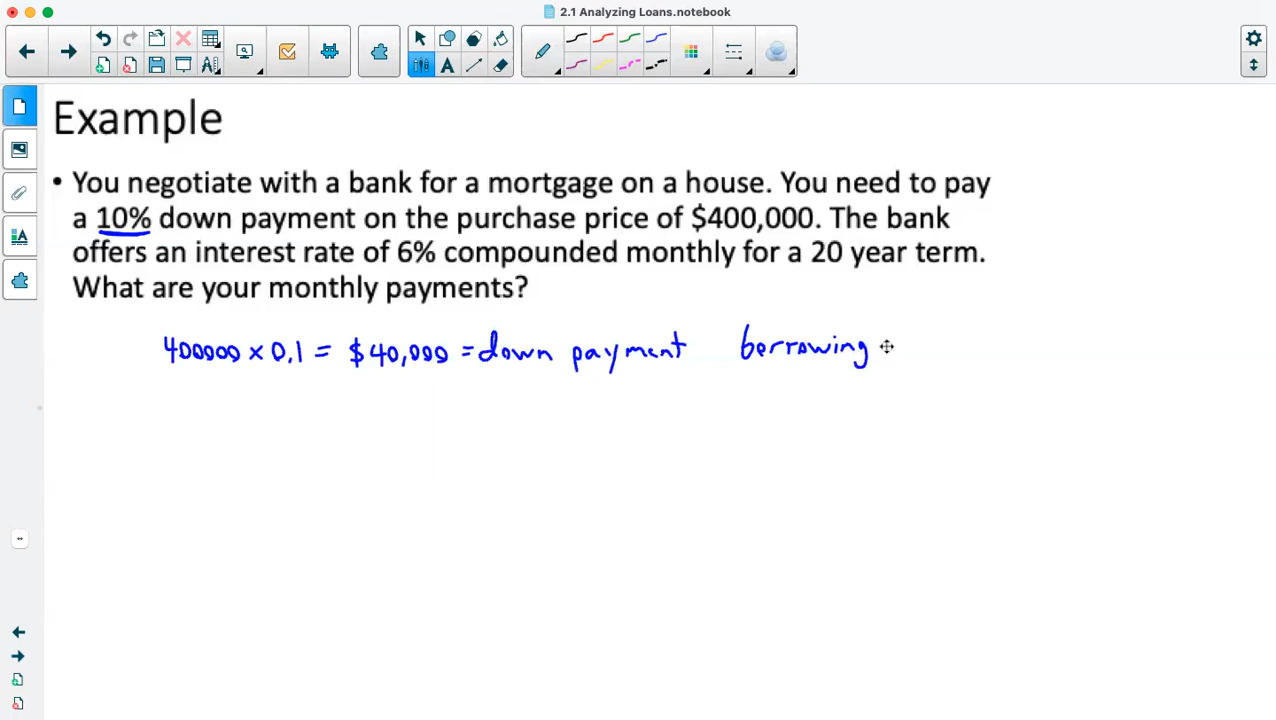 2.1 Analyzing Loans.notebook
Example
• You negotiate with a bank for a mortgage on a house. You need to pay
a 10% down payment on the purchase price of $400,000. The bank
offers an interest rate of 6% compounded monthly for a 20 year term.
What are your monthly payments?
400000 × 0.1 = $40,000 = down payment borrowing